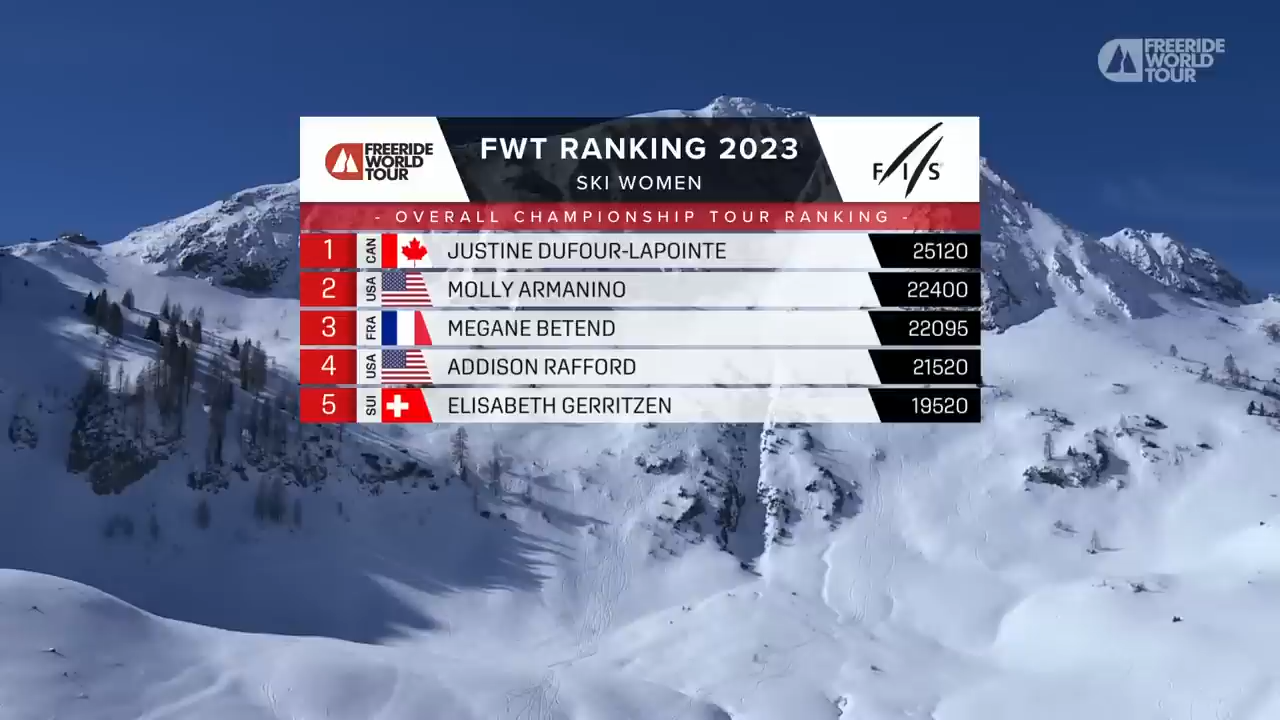 FREERIDE
WORLD
TOUR
FREERIDE
WORLD
TOUR
FWT RANKING 2023
SKI WOMEN
FIS
- OVERALL CHAMPIONSHIP TOUR RANKING -
1 CAN JUSTINE DUFOUR-LAPOINTE 25120
2 USA MOLLY ARMANINO 22400
3 FRA MEGANE BETEND 22095
4 USA ADDISON RAFFORD 21520
5 SUI ELISABETH GERRITZEN 19520